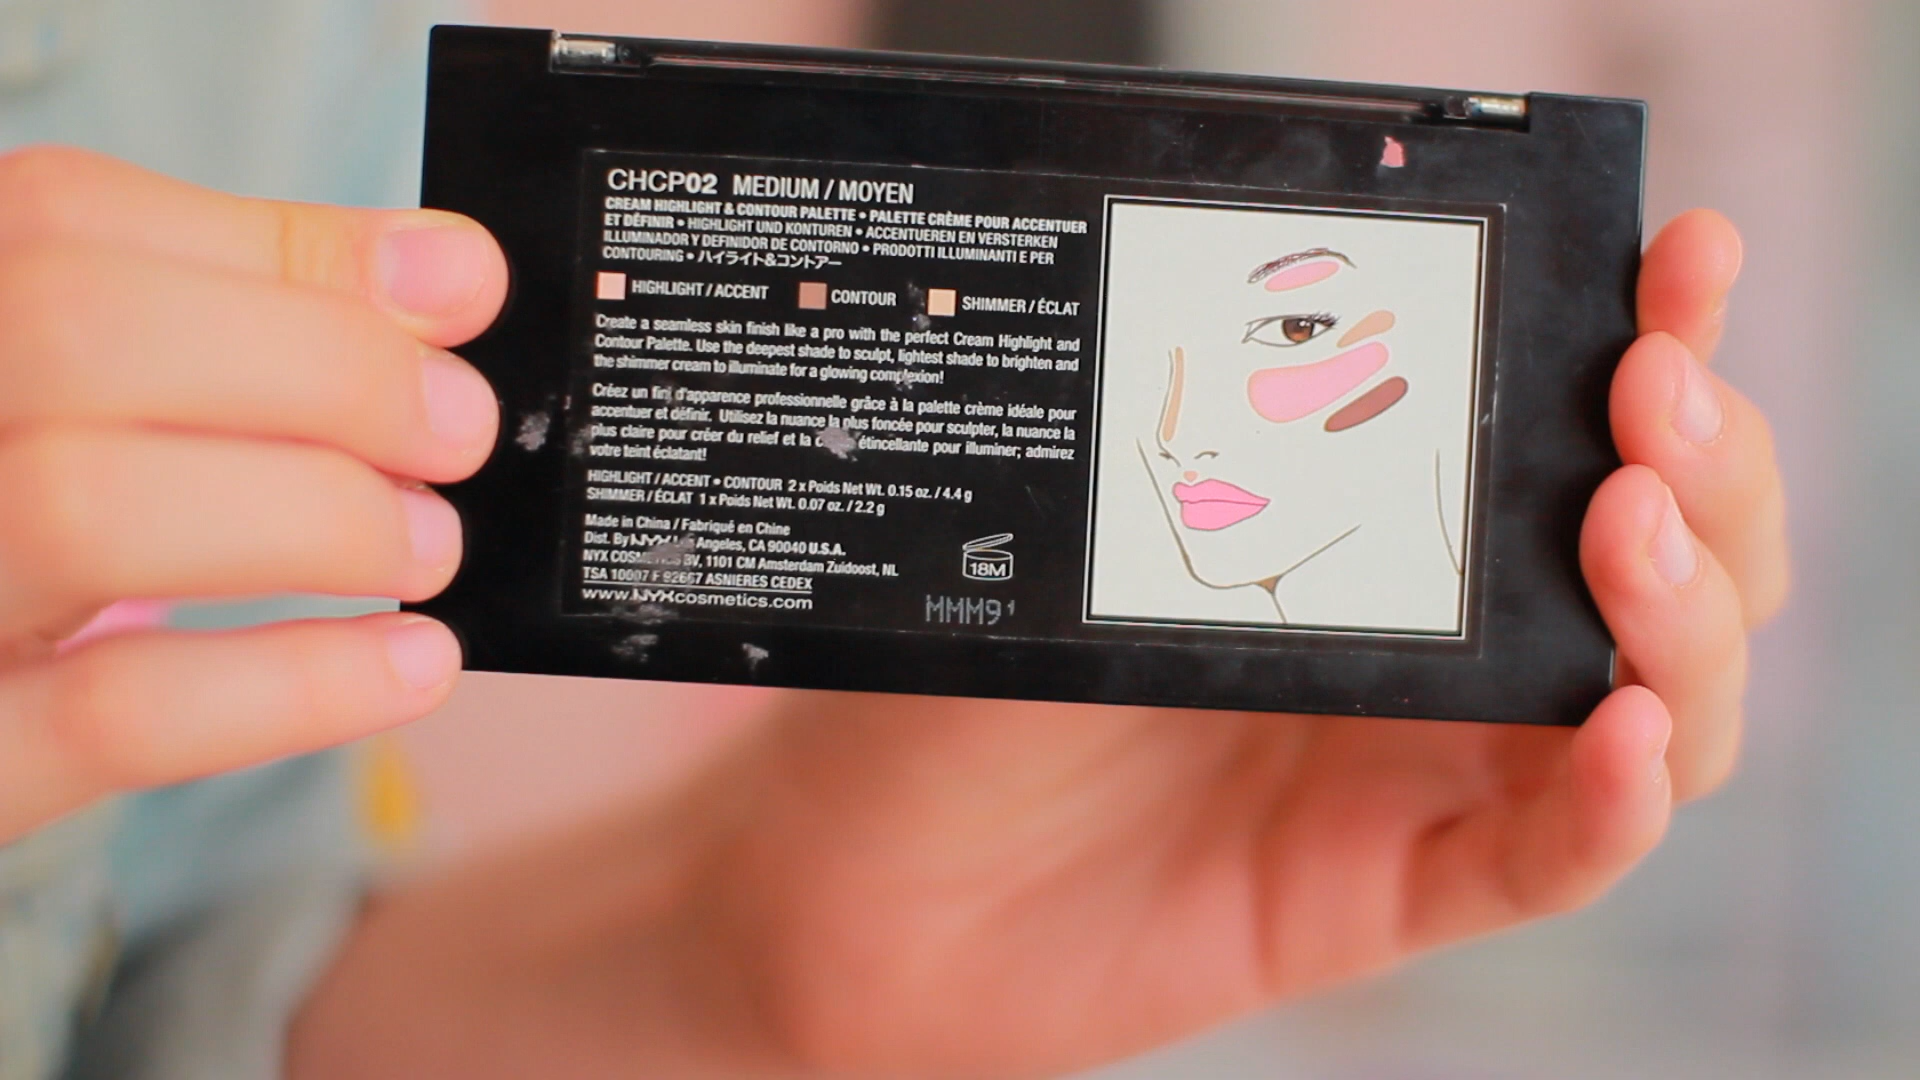 CHCP02 MEDIUM / MOYEN
CREAM HIGHLIGHT & CONTOUR PALETTE • PALETTE CRÈME POUR ACCENTUER
ET DÉFINIR • HIGHLIGHT UND KONTUREN • ACCENTUEREN EN VERSTERKEN
ILLUMINADOR Y DEFINIDOR DE CONTORNO • PRODOTTI ILLUMINANTI E PER
CONTOURING • ハイライト&コントアー
HIGHLIGHT / ACCENT CONTOUR SHIMMER / ÉCLAT
Create a seamless skin finish like a pro with the perfect Cream Highlight and
Contour Palette. Use the deepest shade to sculpt, lightest shade to brighten and
the shimmer cream to illuminate for a glowing complexion!
Créez un fini d'apparence professionnelle grâce à la palette crème idéale pour
accentuer et définir. Utilisez la nuance la plus foncée pour sculpter, la nuance la
plus claire pour créer du relief et la étincellante pour illuminer; admirez
votre teint éclatant!
HIGHLIGHT / ACCENT • CONTOUR 2 x Poids Net Wt. 0.15 oz. / 4.4 g
SHIMMER / ÉCLAT 1 x Poids Net Wt. 0.07 oz. / 2.2 g
Made in China / Fabriqué en Chine
Dist. By NYX Angeles, CA 90040 U.S.A.
NYX BV, 1101 CM Amsterdam Zuidoost, NL
TSA 10007 F 92667 ASNIERES CEDEX
www.NYXcosmetics.com
18M
MMM91